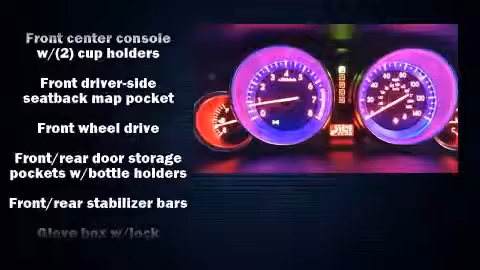 Front center console
w/(2) cup holders
Front driver-side
seatback map pocket
Front wheel drive
Front/rear door storage
pockets w/bottle holders
Front/rear stabilizer bars
Glove box w/lock